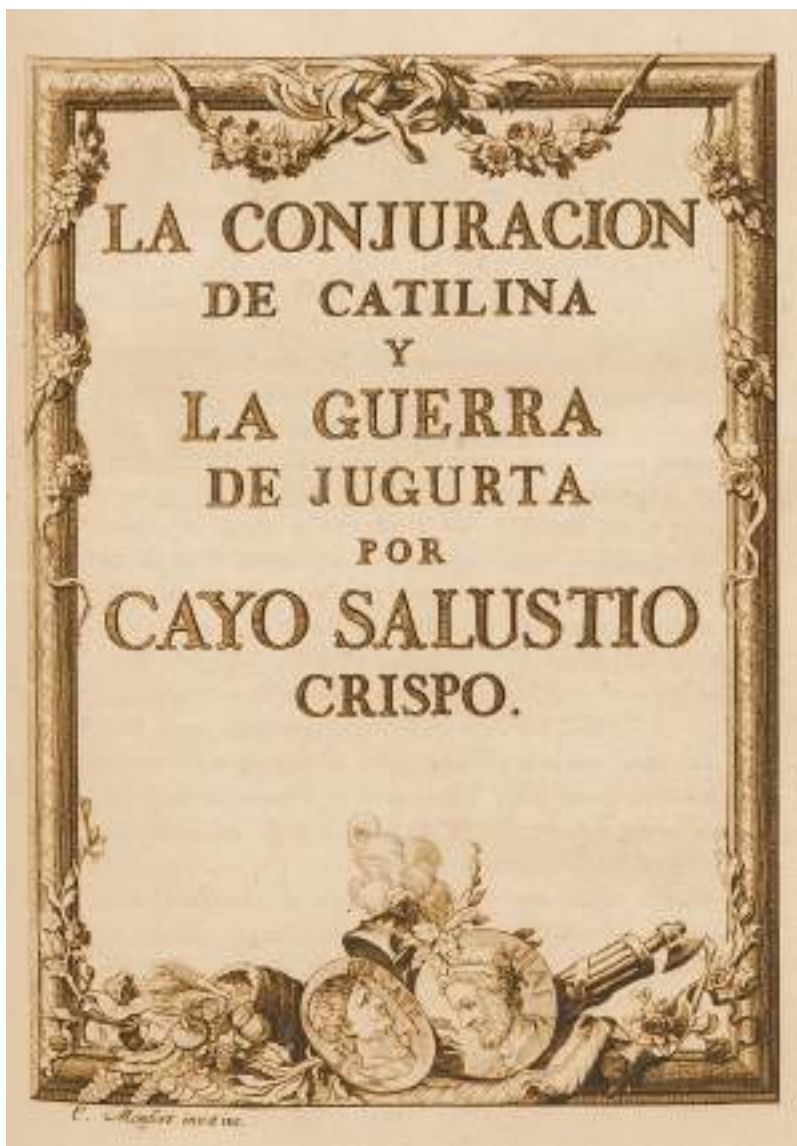 LA CONJURACION
DE CATILINA
Y
LA GUERRA
DE JUGURTA
POR
CAYO SALUSTIO
CRISPO.